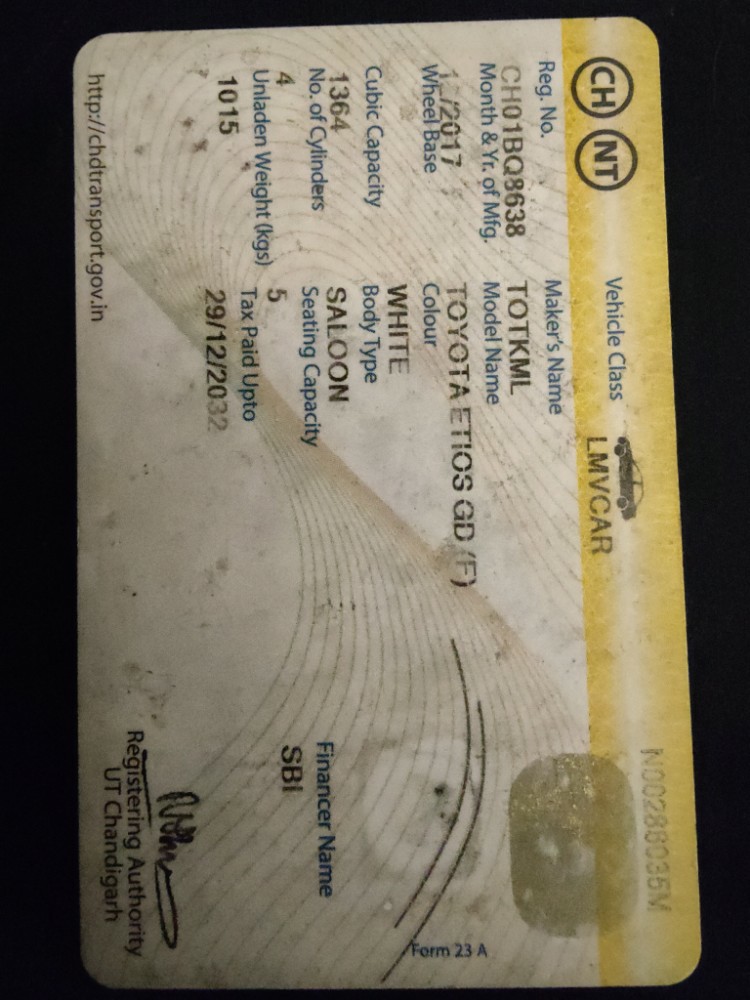 CH NT
Vehicle Class LMVCAR
N00288035M
Reg. No. Maker's Name
CH01BQ8638 TOTKML
Month & Yr. of Mfg. Model Name
/2017 TOYOTA ETIOS GD (F)
Wheel Base Colour
WHITE
Cubic Capacity Body Type
1364 SALOON
No. of Cylinders Seating Capacity Financer Name
4 5 SBI
Unladen Weight (kgs) Tax Paid Upto
1015 29/12/2032
Form 23 A
Registering Authority
UT Chandigarh
http://chdtransport.gov.in